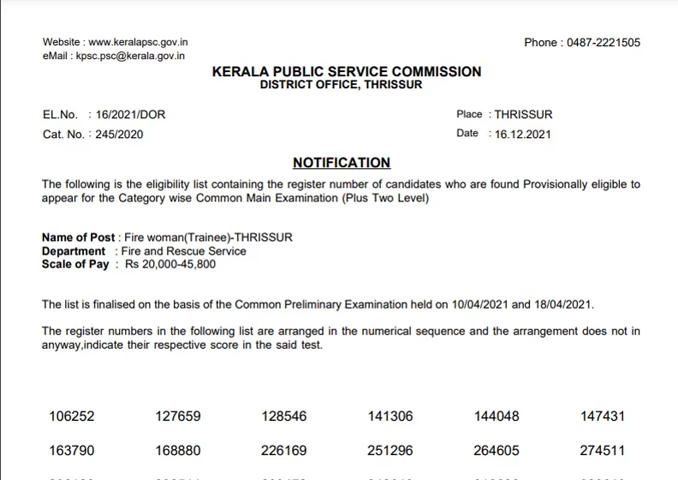 Website : www.keralapsc.gov.in
eMail : kpsc.psc@kerala.gov.in
Phone : 0487-2221505
KERALA PUBLIC SERVICE COMMISSION
DISTRICT OFFICE, THRISSUR
EL.No. : 16/2021/DOR
Place : THRISSUR
Cat. No. : 245/2020
Date : 16.12.2021
NOTIFICATION
The following is the eligibility list containing the register number of candidates who are found Provisionally eligible to
appear for the Category wise Common Main Examination (Plus Two Level)
Name of Post : Fire woman(Trainee)-THRISSUR
Department : Fire and Rescue Service
Scale of Pay : Rs 20,000-45,800
The list is finalised on the basis of the Common Preliminary Examination held on 10/04/2021 and 18/04/2021.
The register numbers in the following list are arranged in the numerical sequence and the arrangement does not in
anyway,indicate their respective score in the said test.
106252 127659 128546 141306 144048 147431
163790 168880 226169 251296 264605 274511